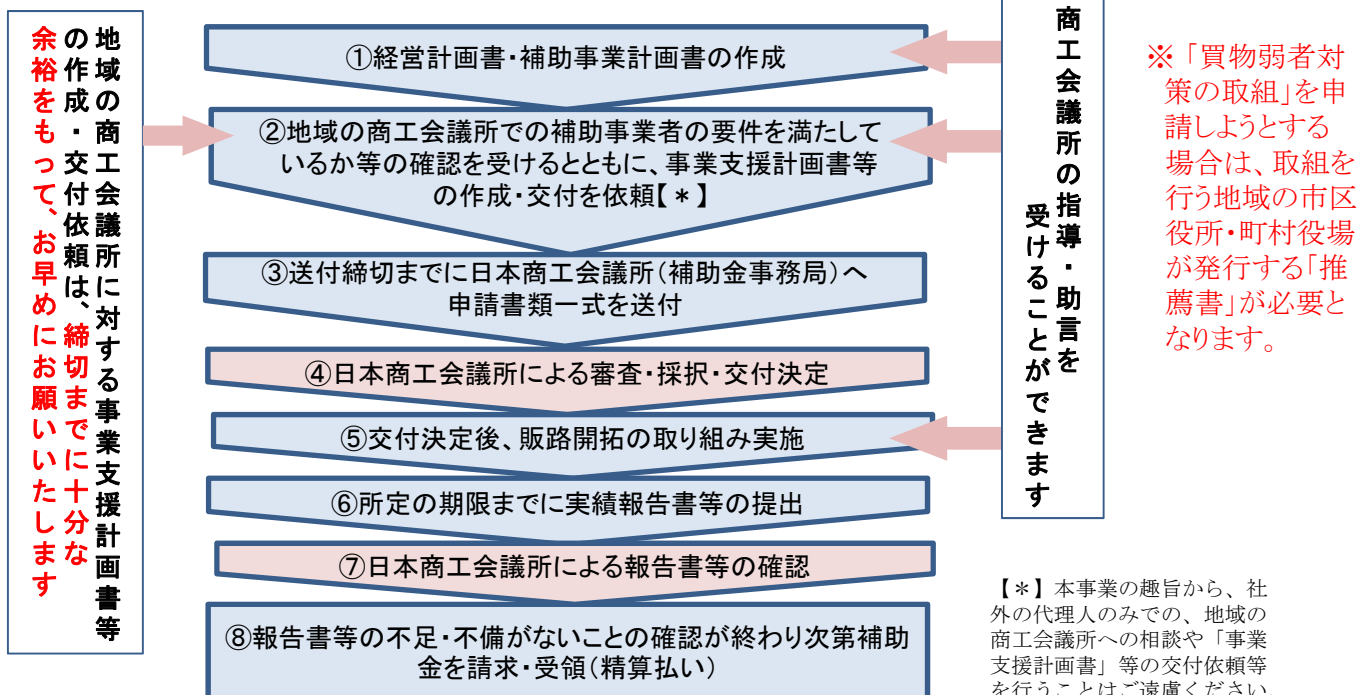 地域の商工会議所に対する事業支援計画書等
の作成・交付依頼は、締切までに十分な
余裕をもって、お早めにお願いいたします
①経営計画書・補助事業計画書の作成
②地域の商工会議所での補助事業者の要件を満たして
いるか等の確認を受けるとともに、事業支援計画書等
の作成・交付を依頼【＊】
③送付締切までに日本商工会議所（補助金事務局）へ
申請書類一式を送付
④日本商工会議所による審査・採択・交付決定
⑤交付決定後、販路開拓の取り組み実施
⑥所定の期限までに実績報告書等の提出
⑦日本商工会議所による報告書等の確認
⑧報告書等の不足・不備がないことの確認が終わり次第補助
金を請求・受領（精算払い）
商工会議所の指導・助言を
受けることができます
※「買物弱者対
策の取組」を申
請しようとする
場合は、取組を
行う地域の市区
役所・町村役場
が発行する「推
薦書」が必要と
なります。
【＊】本事業の趣旨から、社
外の代理人のみでの、地域の
商工会議所への相談や「事業
支援計画書」等の交付依頼等
を行うことはご遠慮ください